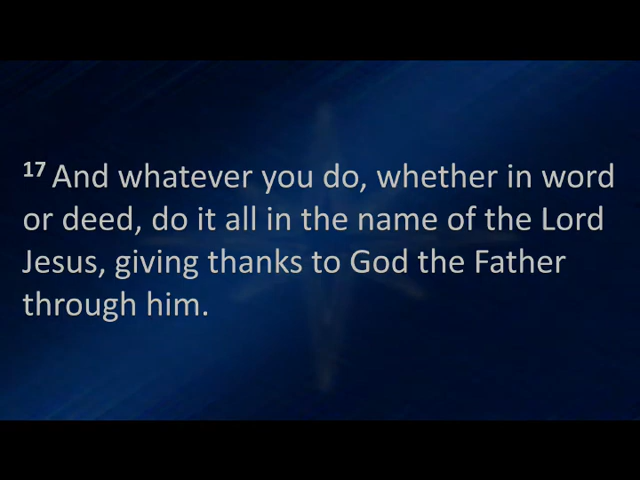 17 And whatever you do, whether in word
or deed, do it all in the name of the Lord
Jesus, giving thanks to God the Father
through him.